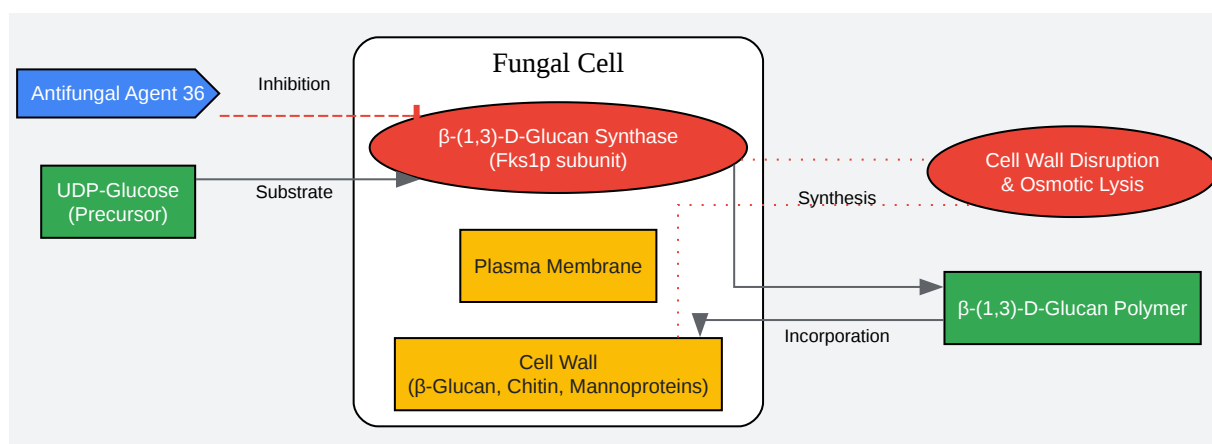 Fungal Cell
Antifungal Agent 36
Inhibition
β-(1,3)-D-Glucan Synthase
(Fks1p subunit)
UDP-Glucose
(Precursor)
Substrate
Cell Wall Disruption
& Osmotic Lysis
Synthesis
Plasma Membrane
β-(1,3)-D-Glucan Polymer
Incorporation
Cell Wall
(β-Glucan, Chitin, Mannoproteins)